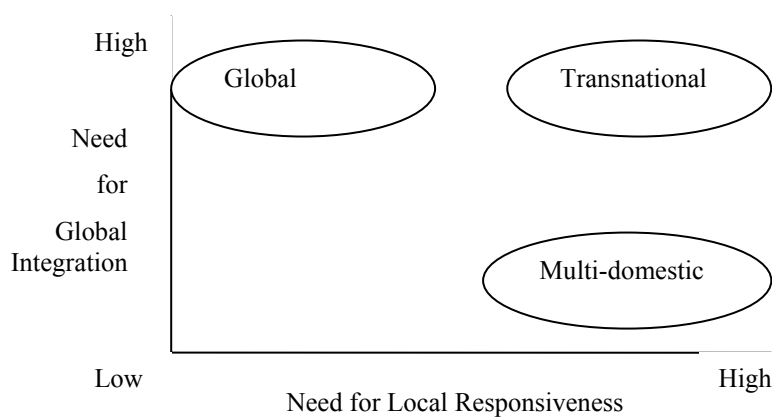 High
Global
Transnational
Need
for
Global
Integration
Multi-domestic
Low
High
Need for Local Responsiveness